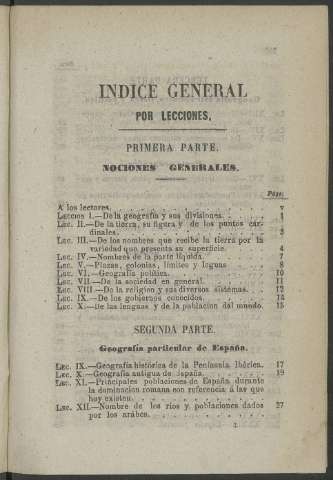 INDICE GENERAL
POR LECCIONES.
PRIMERA PARTE.
NOCIONES GENERALES.
Págs.
A los lectores. 7
LECCION I.—De la geografía y sus divisiones. 1
LEC. II.—De la tierra, su figura y de los puntos car-
dinales. 3
LEC. III.—De los nombres que recibe la tierra por la
variedad que presenta su superficie. 4
LEC. IV.—Nombres de la parte líquida. 7
LEC. V.—Plazas, colonias, límites y leguas 8
LEC. VI.—Geografía política. 10
LEC. VII.—De la sociedad en general. 11
LEC. VIII.—De la religion y sus diversos sistemas. 13
LEC. IX.—De los gobiernos conocidos. 14
LEC. X.—De las lenguas y de la poblacion del mundo. 15
SEGUNDA PARTE.
Geografía particular de España.
LEC. IX.—Geografía histórica de la Península Ibérica. 17
LEC. X.—Geografía antigua de España. 19
LEC. XI.—Principales poblaciones de España durante
la dominacion romana son referencia á las que
hoy existen.
LEC. XII.—Nombre de los rios y poblaciones dados 27
por los árabes.